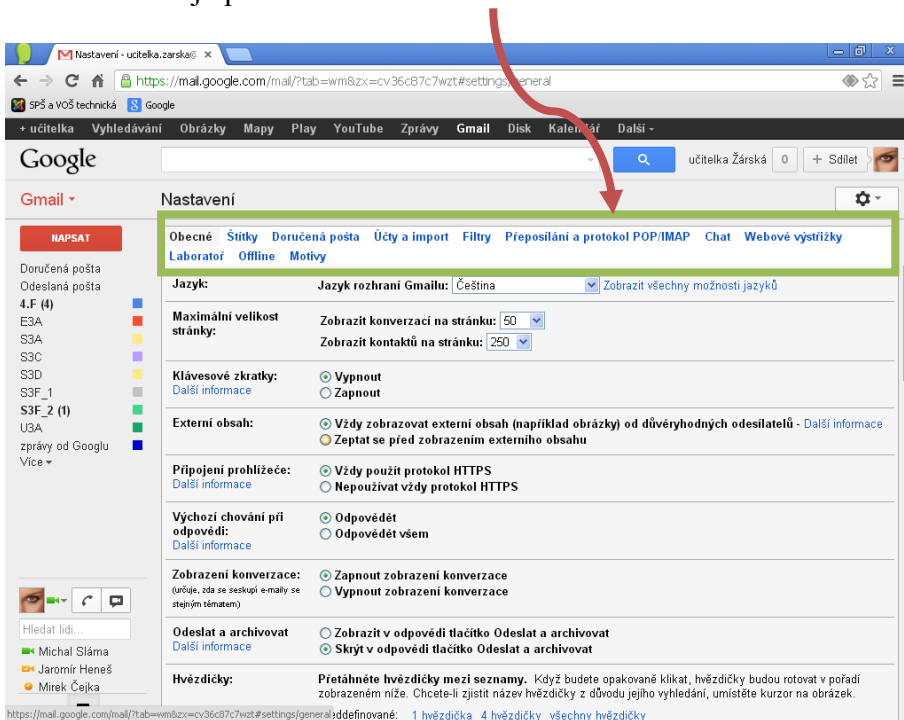 Nastavení - ucitelka.zarska@ ×
https://mail.google.com/mail/?tab=wm&zx=cv36c87c7wzt#settings/general
SPŠ a VOŠ technická Google
+ učitelka Vyhledávání Obrázky Mapy Play YouTube Zprávy Gmail Disk Kalendář Další
Google
učitelka Žárská 0 + Sdílet
Gmail
Nastavení
NAPSAT
Doručená pošta
Odeslaná pošta
4.F (4)
E3A
S3A
S3C
S3D
S3F_1
S3F_2 (1)
U3A
zprávy od Googlu
Více
Hledat lidi...
Michal Sláma
Jaromír Heneš
Mirek Čejka
Obecné Štítky Doručená pošta Účty a import Filtry Přeposílání a protokol POP/IMAP Chat Webové výstřižky
Laboratoř Offline Motivy
Jazyk: Jazyk rozhraní Gmailu: Čeština Zobrazit všechny možnosti jazyků
Maximální velikost
stránky:
Zobrazit konverzací na stránku: 50
Zobrazit kontaktů na stránku: 250
Klávesové zkratky:
Další informace
Vypnout
Zapnout
Externí obsah:
Vždy zobrazovat externí obsah (například obrázky) od důvěryhodných odesílatelů - Další informace
Zeptat se před zobrazením externího obsahu
Připojení prohlížeče:
Další informace
Vždy použít protokol HTTPS
Nepoužívat vždy protokol HTTPS
Výchozí chování při
odpovědi:
Další informace
Odpovědět
Odpovědět všem
Zobrazení konverzace:
(určuje, zda se seskupí e-maily se
stejným tématem)
Zapnout zobrazení konverzace
Vypnout zobrazení konverzace
Odeslat a archivovat
Další informace
Zobrazit v odpovědi tlačítko Odeslat a archivovat
Skrýt v odpovědi tlačítko Odeslat a archivovat
Hvězdičky:
Přetáhněte hvězdičky mezi seznamy. Když budete opakovaně klikat, hvězdičky budou rotovat v pořadí
zobrazeném níže. Chcete-li zjistit název hvězdičky z důvodu jejího vyhledání, umístěte kurzor na obrázek.
1 hvězdička 4 hvězdičky všechny hvězdičky
https://mail.google.com/mail/?tab=wm&zx=cv36c87c7wzt#settings/general